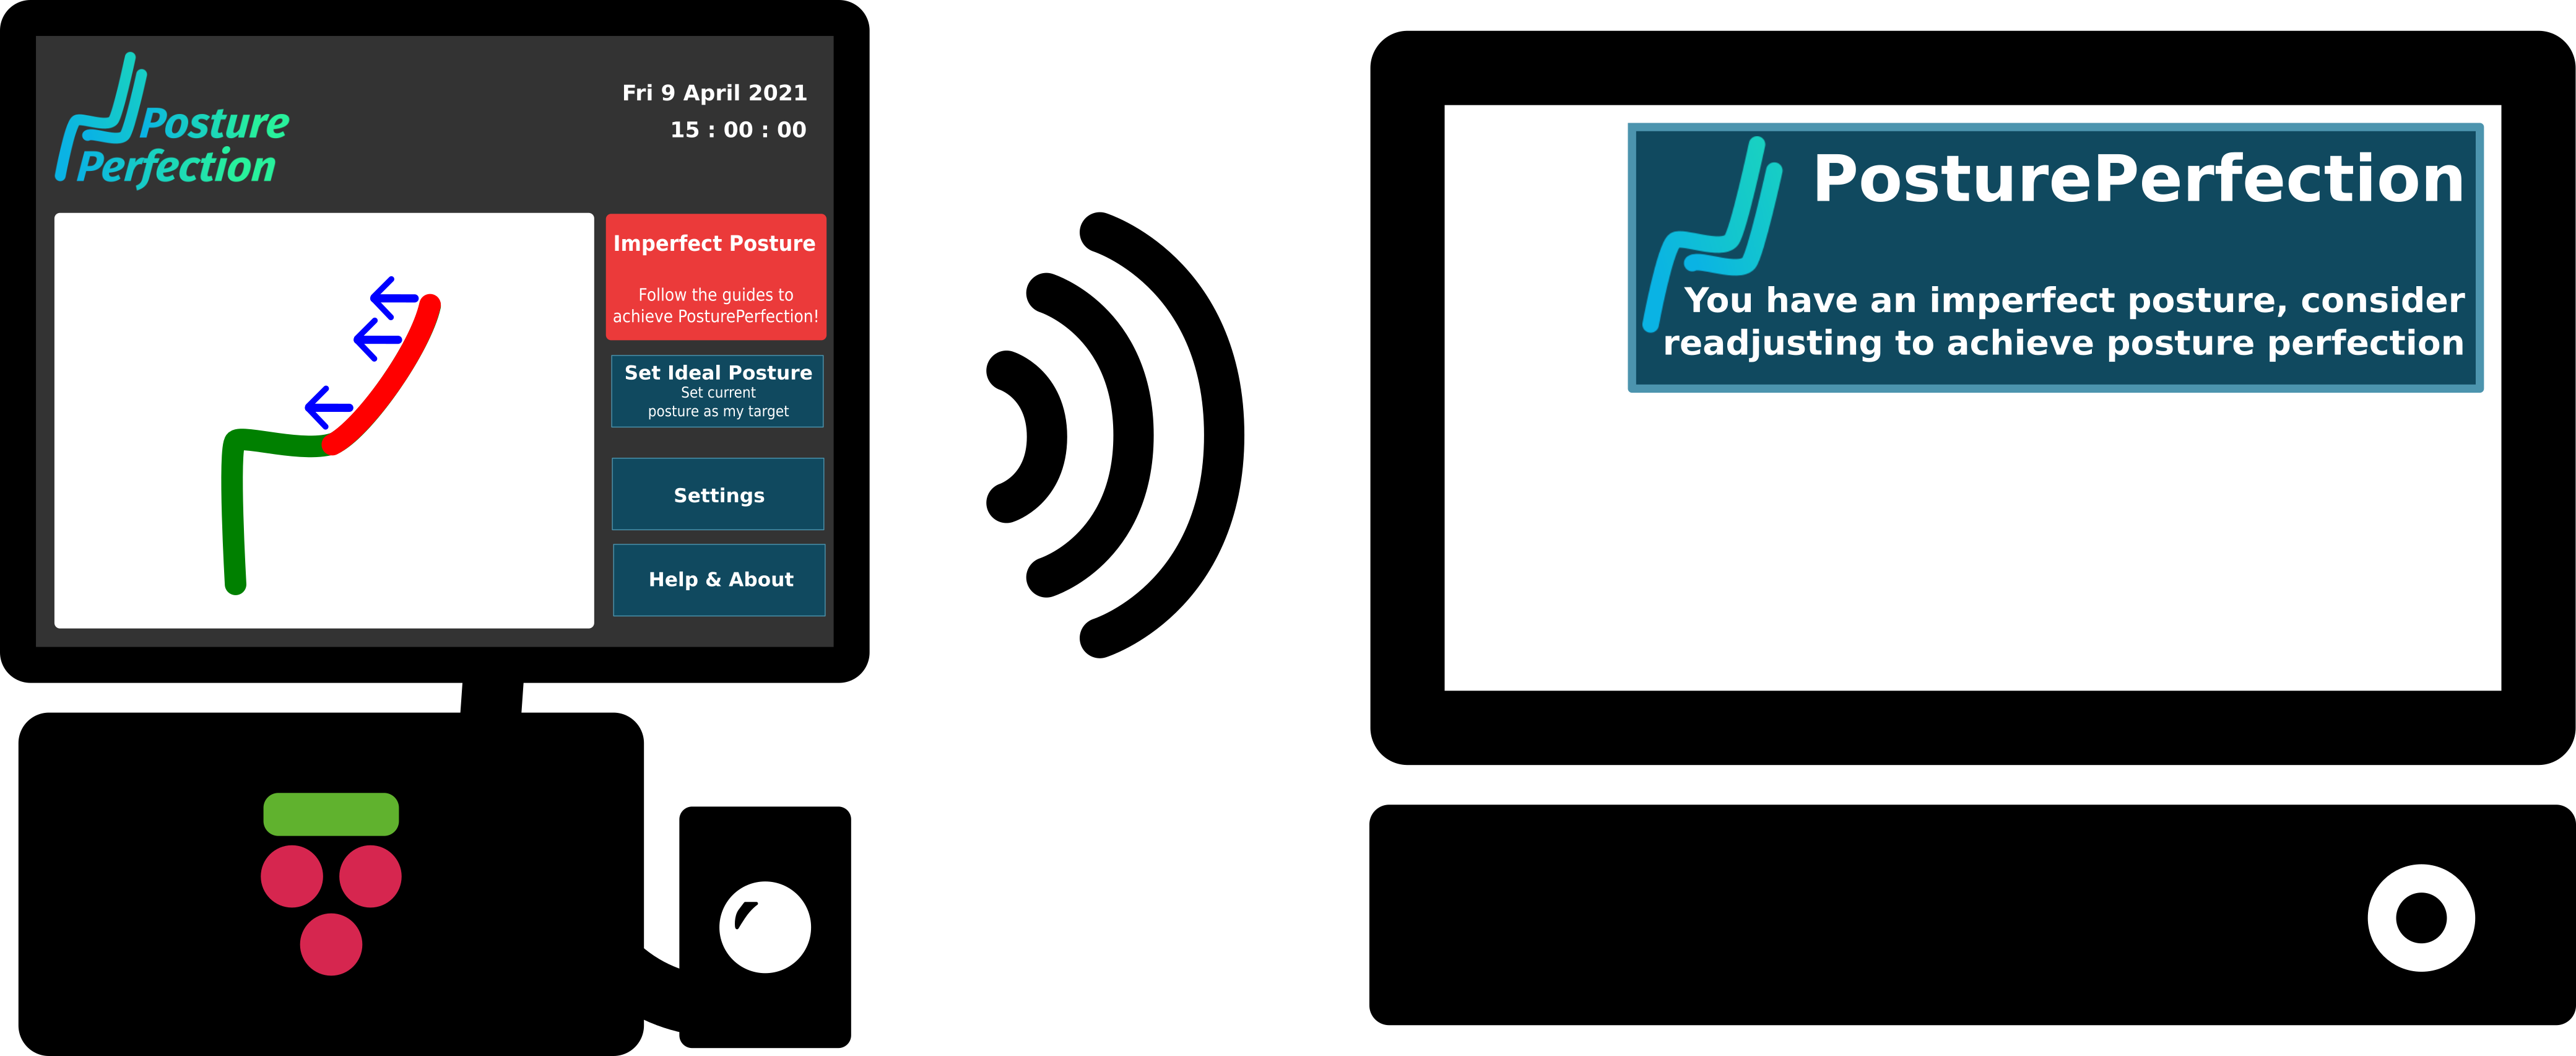 Posture
Perfection
Fri 9 April 2021
15 : 00 : 00
Imperfect Posture
Follow the guides to
achieve PosturePerfection!
Set Ideal Posture
Set current
posture as my target
Settings
Help & About
PosturePerfection
You have an imperfect posture, consider
readjusting to achieve posture perfection